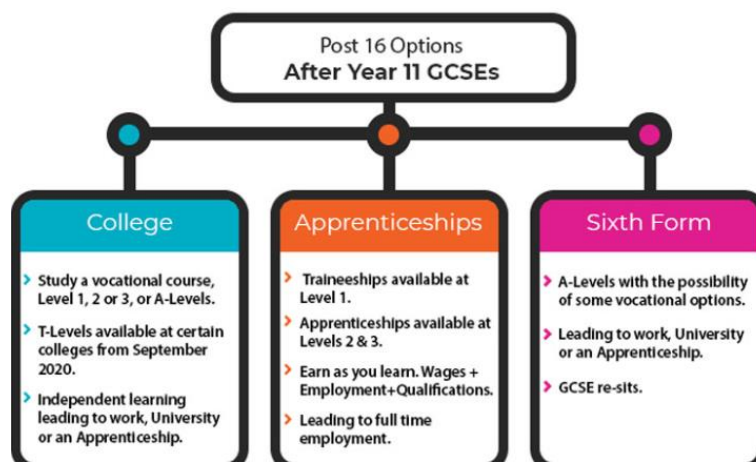 Post 16 Options
After Year 11 GCSEs
College
Study a vocational course,
Level 1, 2 or 3, or A-Levels.
T-Levels available at certain
colleges from September
2020.
Independent learning
leading to work, University
or an Apprenticeship.
Apprenticeships
Traineeships available at
Level 1.
Apprenticeships available at
Levels 2 & 3.
Earn as you learn. Wages +
Employment+Qualifications.
Leading to full time
employment.
Sixth Form
A-Levels with the possibility
of some vocational options.
Leading to work, University
or an Apprenticeship.
GCSE re-sits.